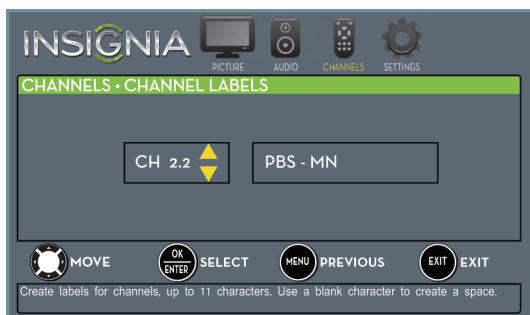 INSIGNIA
PICTURE AUDIO CHANNELS SETTINGS
CHANNELS • CHANNEL LABELS
CH 2.2 PBS - MN
MOVE OK ENTER SELECT MENU PREVIOUS EXIT EXIT
Create labels for channels, up to 11 characters. Use a blank character to create a space.